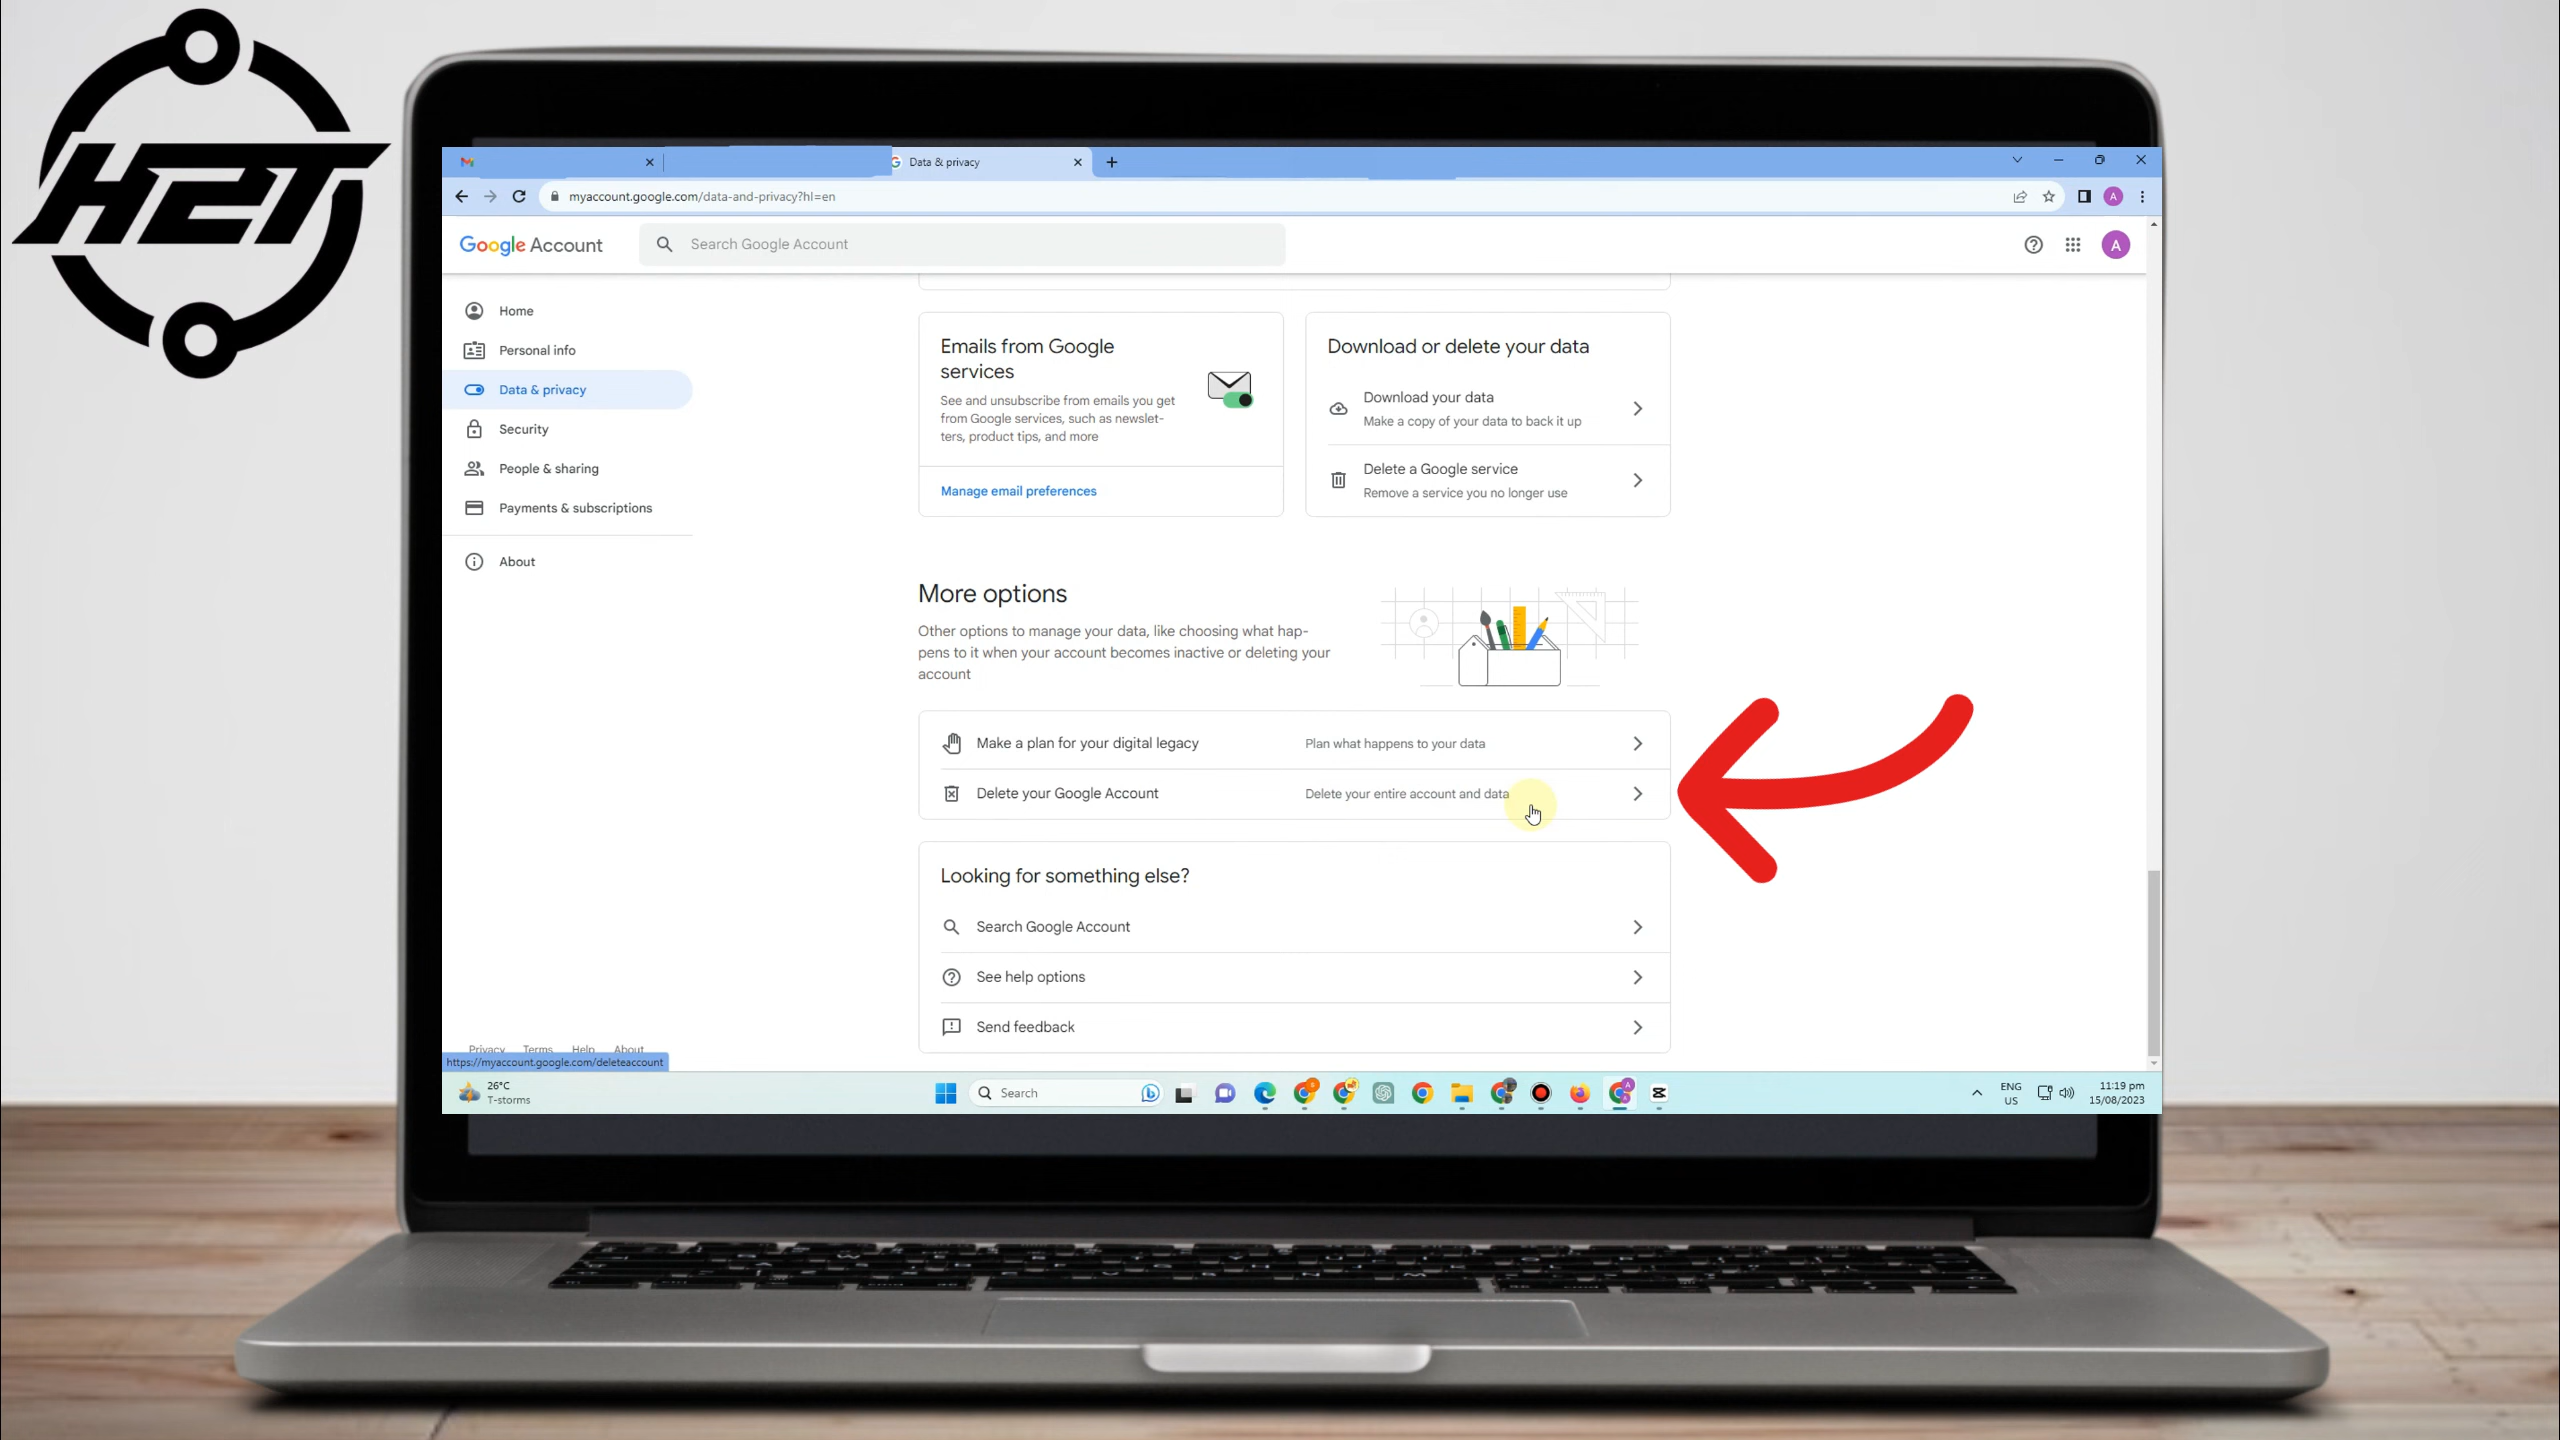 H2T
Data & privacy
myaccount.google.com/data-and-privacy?hl=en
A
Google Account
Search Google Account
A
Home
Personal info
Data & privacy
Security
People & sharing
Payments & subscriptions
About
Emails from Google
services
See and unsubscribe from emails you get
from Google services, such as newslet-
ters, product tips, and more
Manage email preferences
Download or delete your data
Download your data
Make a copy of your data to back it up
Delete a Google service
Remove a service you no longer use
More options
Other options to manage your data, like choosing what hap-
pens to it when your account becomes inactive or deleting your
account
Make a plan for your digital legacy
Plan what happens to your data
Delete your Google Account
Delete your entire account and data
Looking for something else?
Search Google Account
See help options
Send feedback
Privacy Terms Help About
https://myaccount.google.com/deleteaccount
26°C
T-storms
Search
ENG
US
11:19 pm
15/08/2023